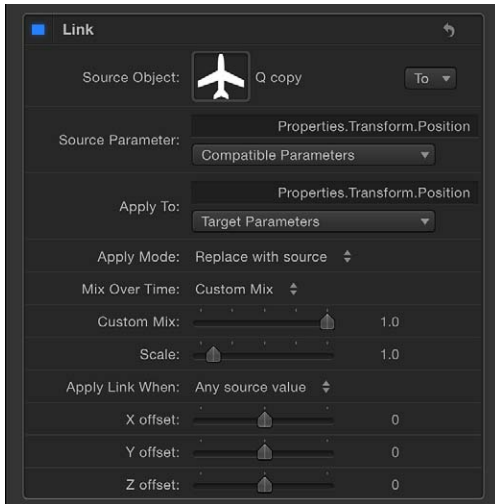 Link
Source Object: Q copy To
Properties.Transform.Position
Source Parameter:
Compatible Parameters
Properties.Transform.Position
Apply To:
Target Parameters
Apply Mode: Replace with source
Mix Over Time: Custom Mix
Custom Mix: 1.0
Scale: 1.0
Apply Link When: Any source value
X offset: 0
Y offset: 0
Z offset: 0